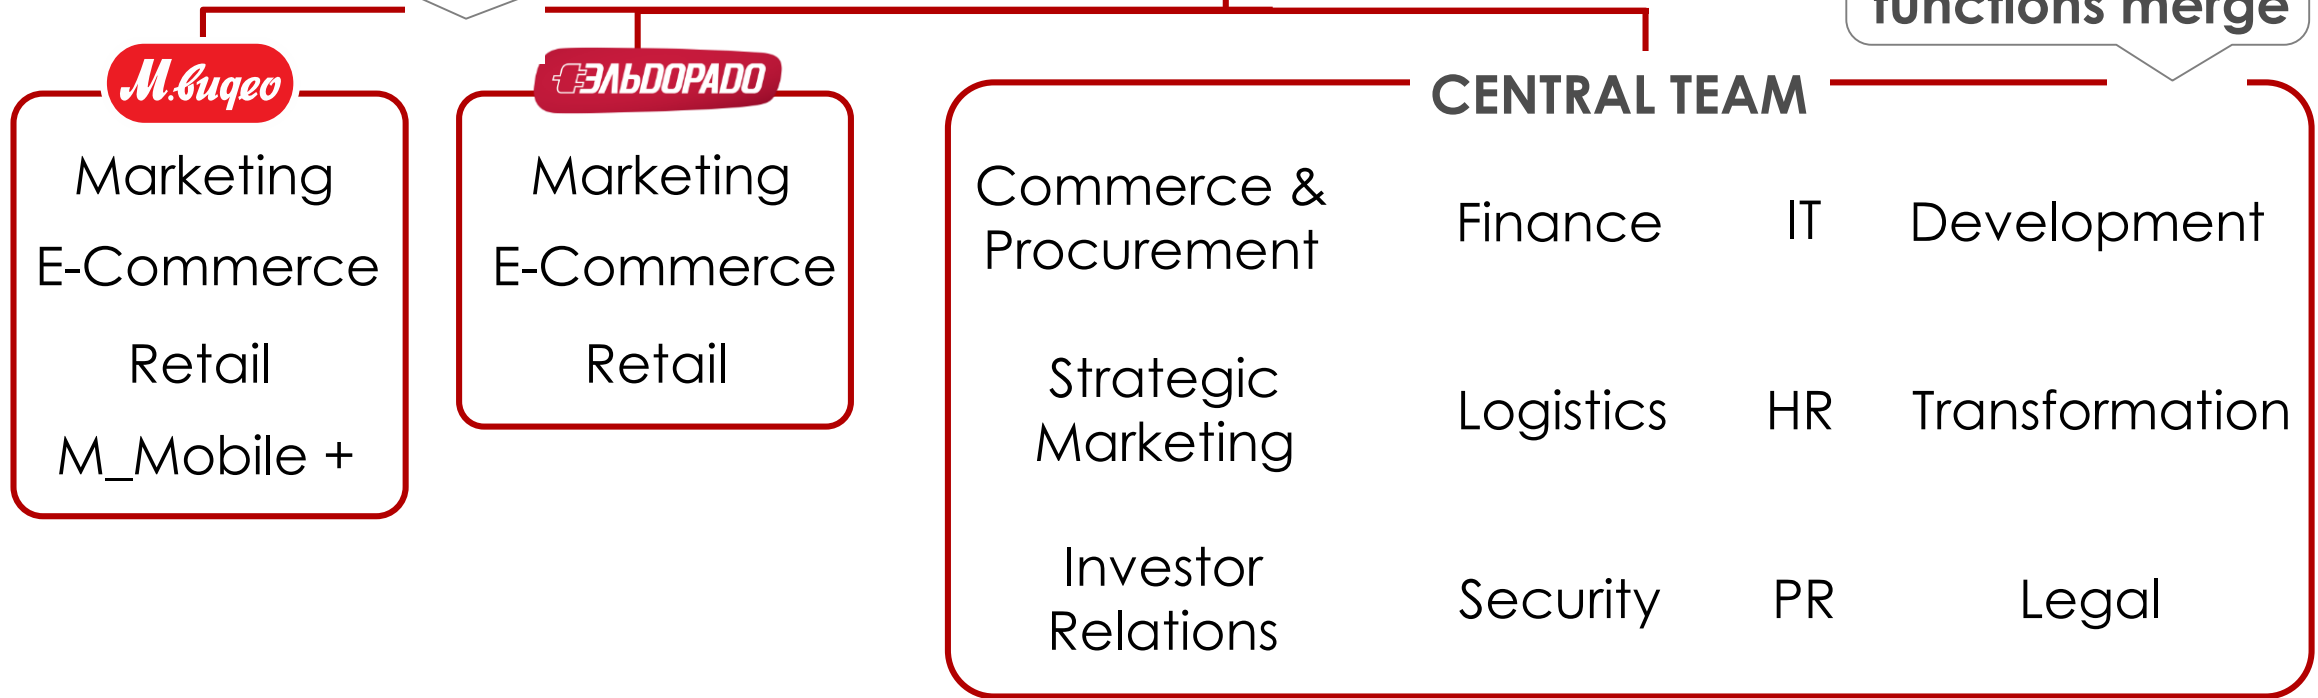 functions merge
М.видео
ЭЛЬДОРАДО
CENTRAL TEAM
Marketing
E-Commerce
Retail
M_Mobile +
Marketing
E-Commerce
Retail
Commerce &
Procurement
Finance
IT
Development
Strategic
Marketing
Logistics
HR
Transformation
Investor
Relations
Security
PR
Legal